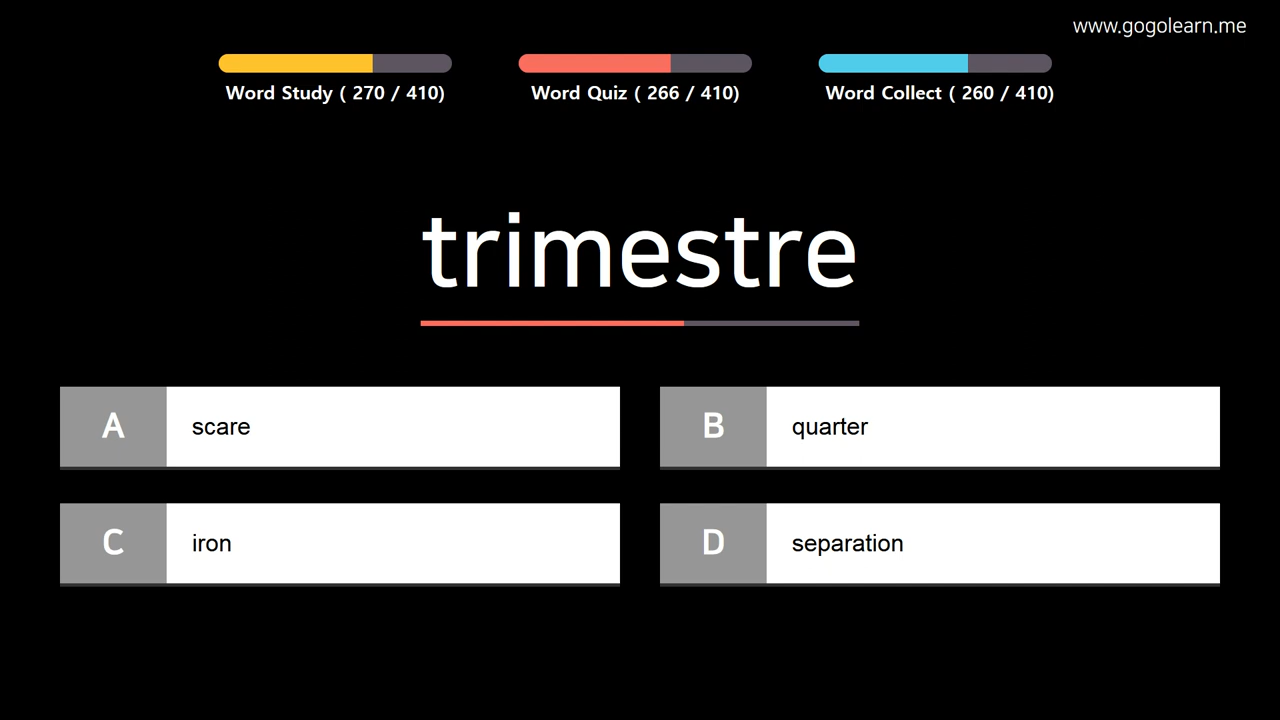 www.gogolearn.me
Word Study ( 270 / 410)
Word Quiz ( 266 / 410)
Word Collect ( 260 / 410)
trimestre
A scare
B quarter
C iron
D separation